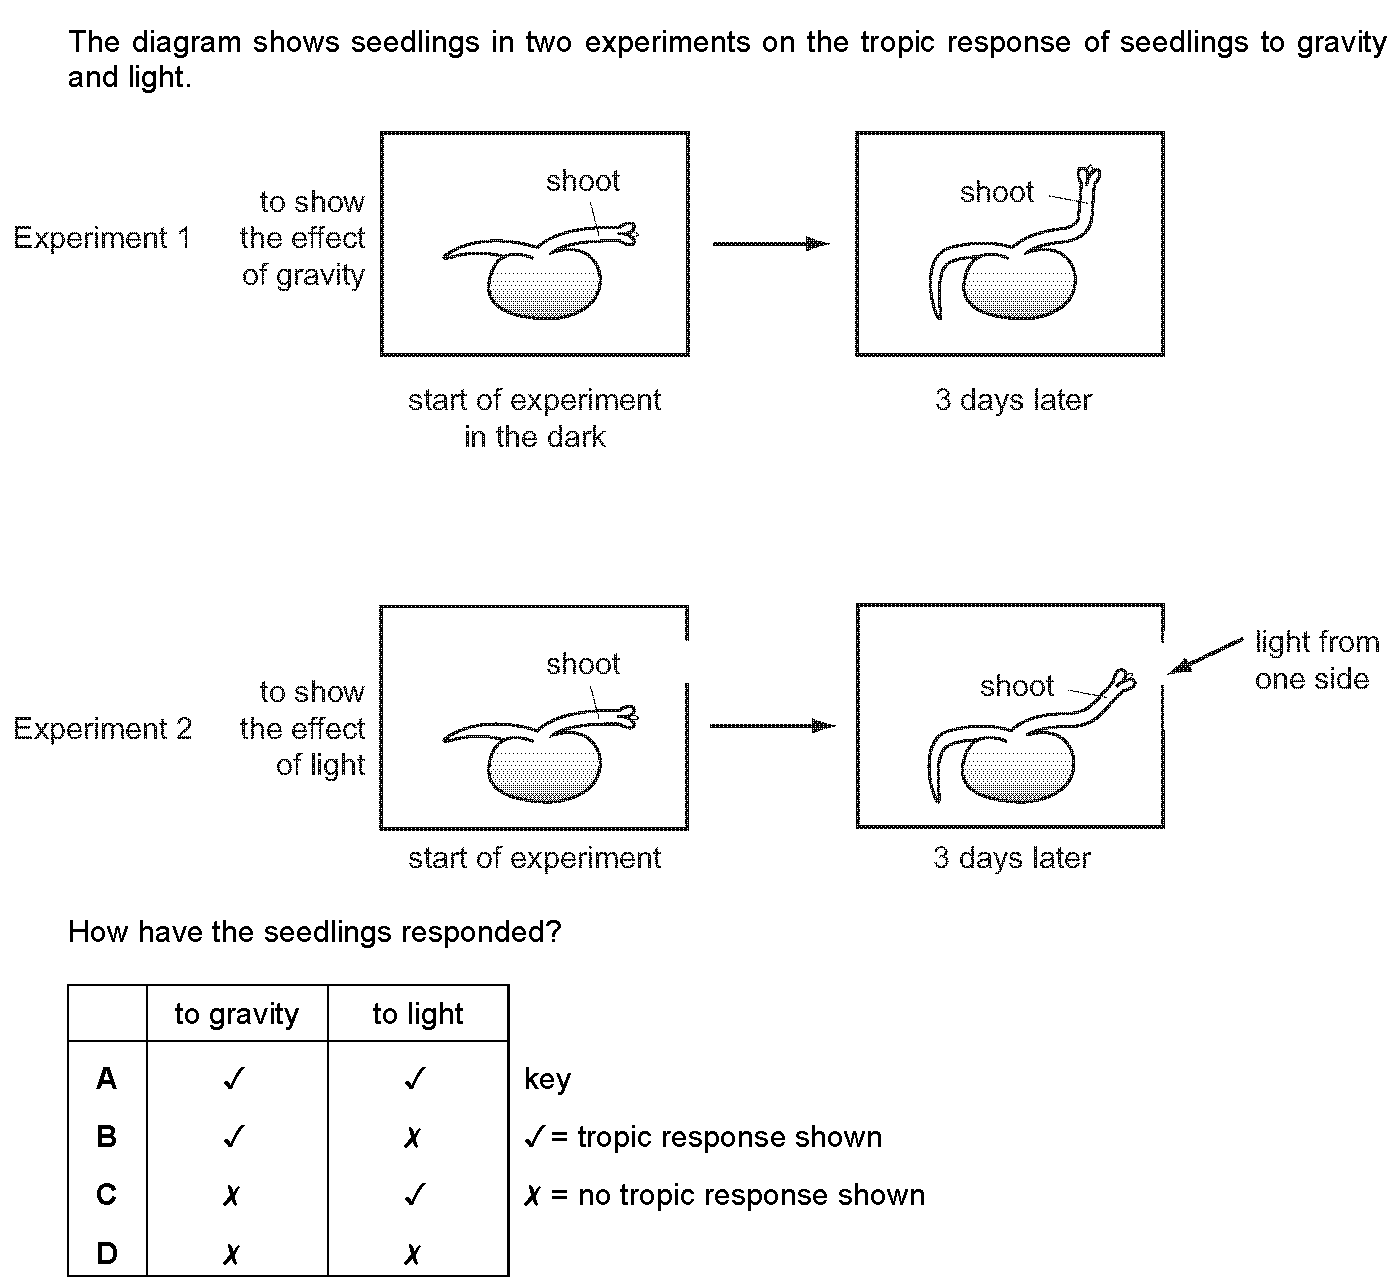 The diagram shows seedlings in two experiments on the tropic response of seedlings to gravity
and light.
Experiment 1
to show
the effect
of gravity
shoot
start of experiment
in the dark
shoot
3 days later
Experiment 2
to show
the effect
of light
shoot
start of experiment
shoot
3 days later
light from
one side
How have the seedlings responded?
to gravity to light
A ✓ ✓ key
B ✓ ✗ ✓= tropic response shown
C ✗ ✓ ✗ = no tropic response shown
D ✗ ✗